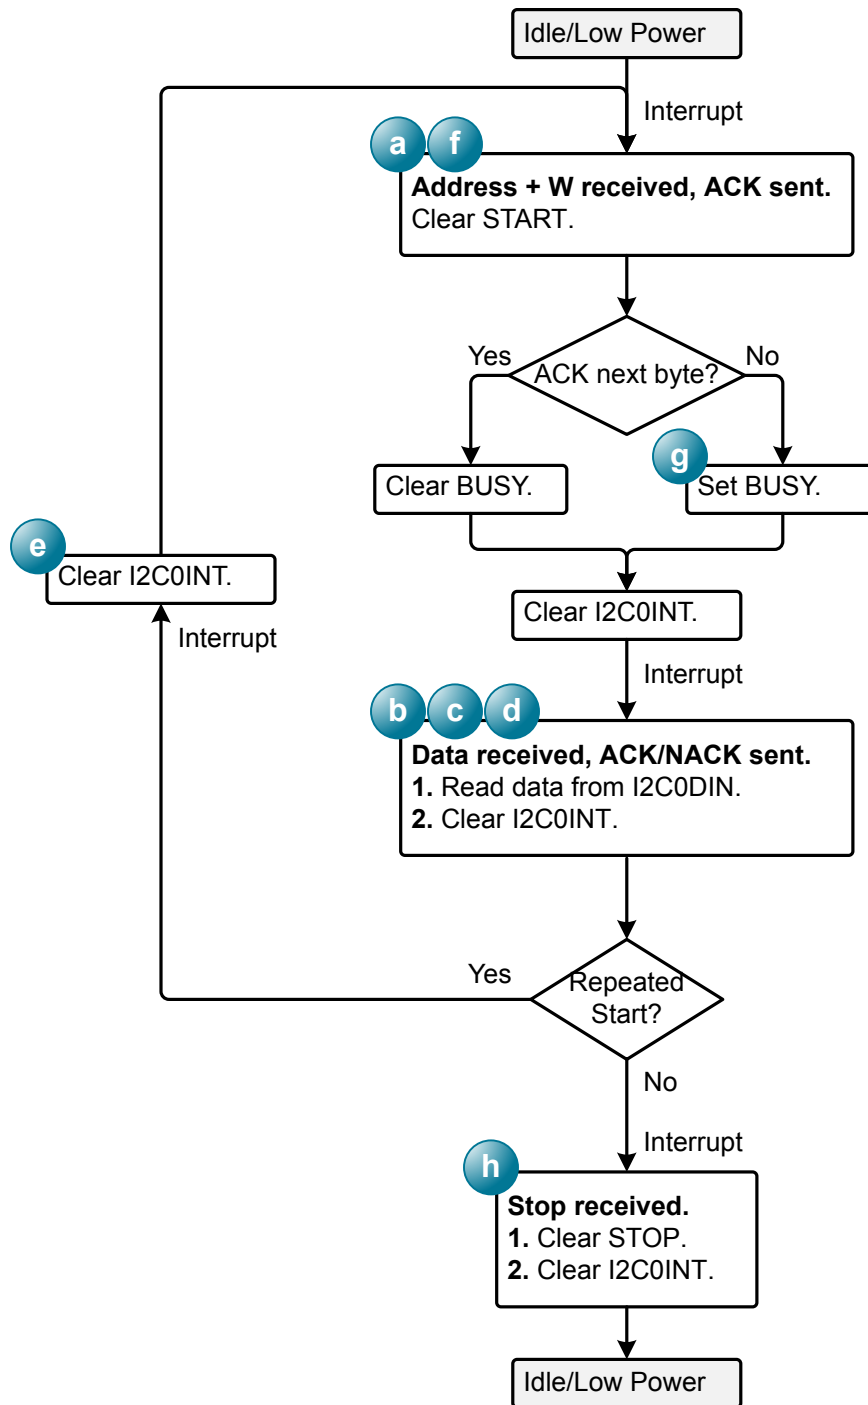 Idle/Low Power
Interrupt
a f
Address + W received, ACK sent.
Clear START.
Yes
No
ACK next byte?
Clear BUSY.
g
Set BUSY.
e
Clear I2C0INT.
Clear I2C0INT.
Interrupt
Interrupt
b c d
Data received, ACK/NACK sent.
1. Read data from I2C0DIN.
2. Clear I2C0INT.
Yes
Repeated
Start?
No
Interrupt
h
Stop received.
1. Clear STOP.
2. Clear I2C0INT.
Idle/Low Power